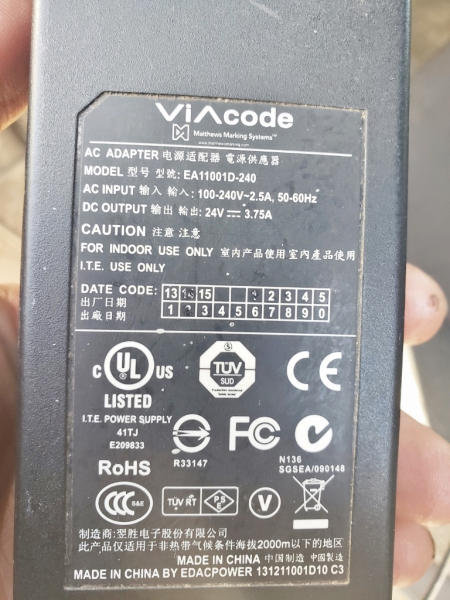 ViAcode
Matthews Marking Systems™
www.matthewsmarking.com
AC ADAPTER 电源适配器 電源供應器
MODEL 型号 型號: EA11001D-240
AC INPUT 输入 輸入: 100-240V~2.5A, 50-60Hz
DC OUTPUT 输出 輸出: 24V ⎓ 3.75A
CAUTION 注意 注意
FOR INDOOR USE ONLY 室内产品使用 室內產品使用
I.T.E. USE ONLY
DATE CODE: 13 15 2 3 4 5
出厂日期
出廠日期 1 3 4 5 6 7 8 9 0
c UL US
LISTED
I.T.E. POWER SUPPLY
41TJ
E209833
TÜV
SUD
CE
RoHS
R33147
FC
N136
SGSEA/090148
CCC S&E
TÜV RT
PSE
V
制造商: 翌胜电子股份有限公司
此产品仅适用于非热带气候条件海拔2000m以下的地区
MADE IN CHINA 中国制造 中國製造
MADE IN CHINA BY EDACPOWER 131211001D10 C3